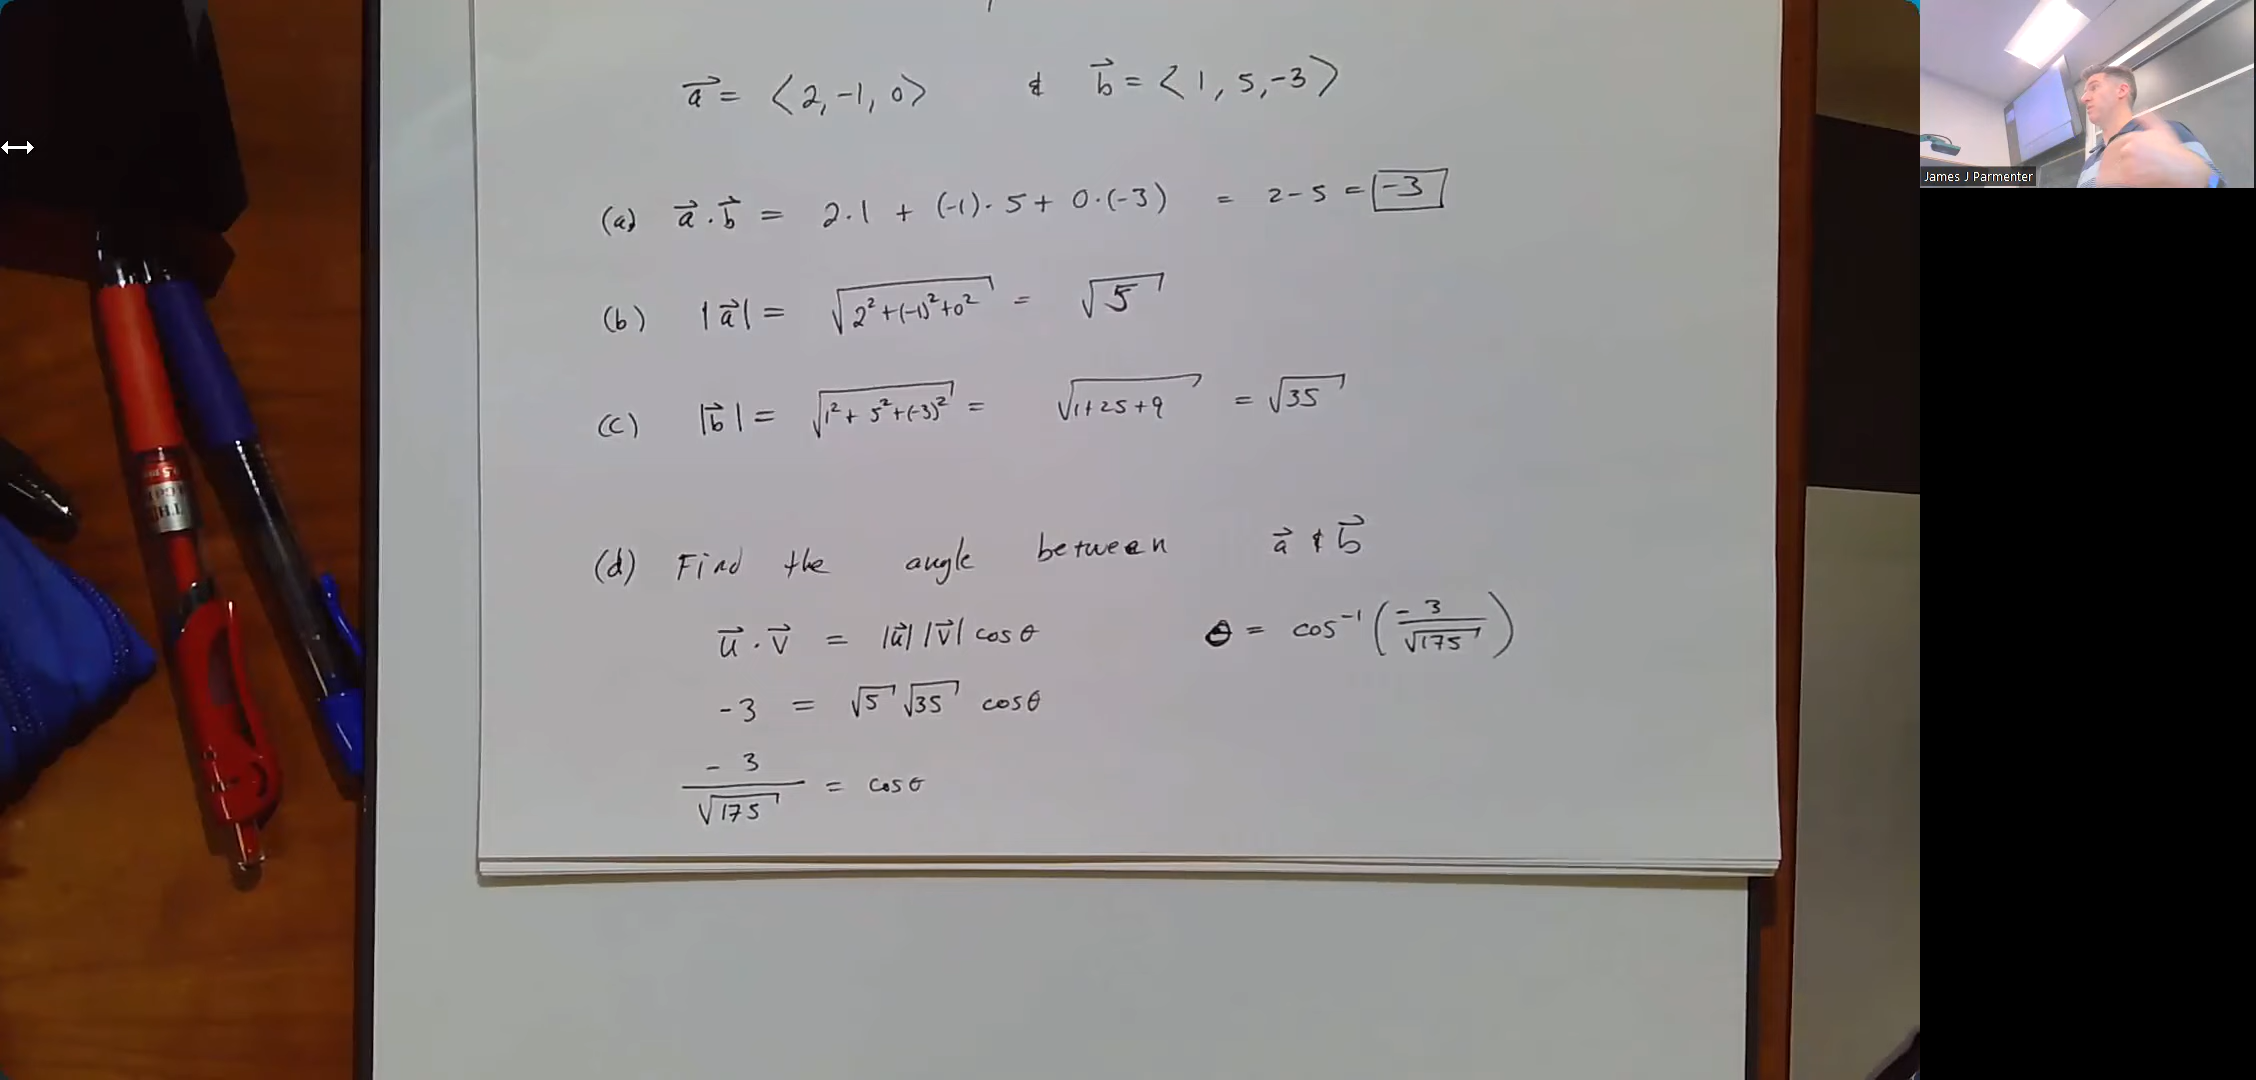 a⃗ = ⟨2, -1, 0⟩ & b⃗ = ⟨1, 5, -3⟩
(a) a⃗ · b⃗ = 2·1 + (-1)·5 + 0·(-3) = 2 - 5 = -3
(b) |a⃗| = √(2² + (-1)² + 0²) = √5
(c) |b⃗| = √(1² + 5² + (-3)²) = √(1 + 25 + 9) = √35
(d) Find the angle between a⃗ & b⃗
u⃗ · v⃗ = |u⃗| |v⃗| cos θ
θ = cos⁻¹(-3/√175)
-3 = √5 √35 cos θ
-3/√175 = cos θ
James J Parmenter